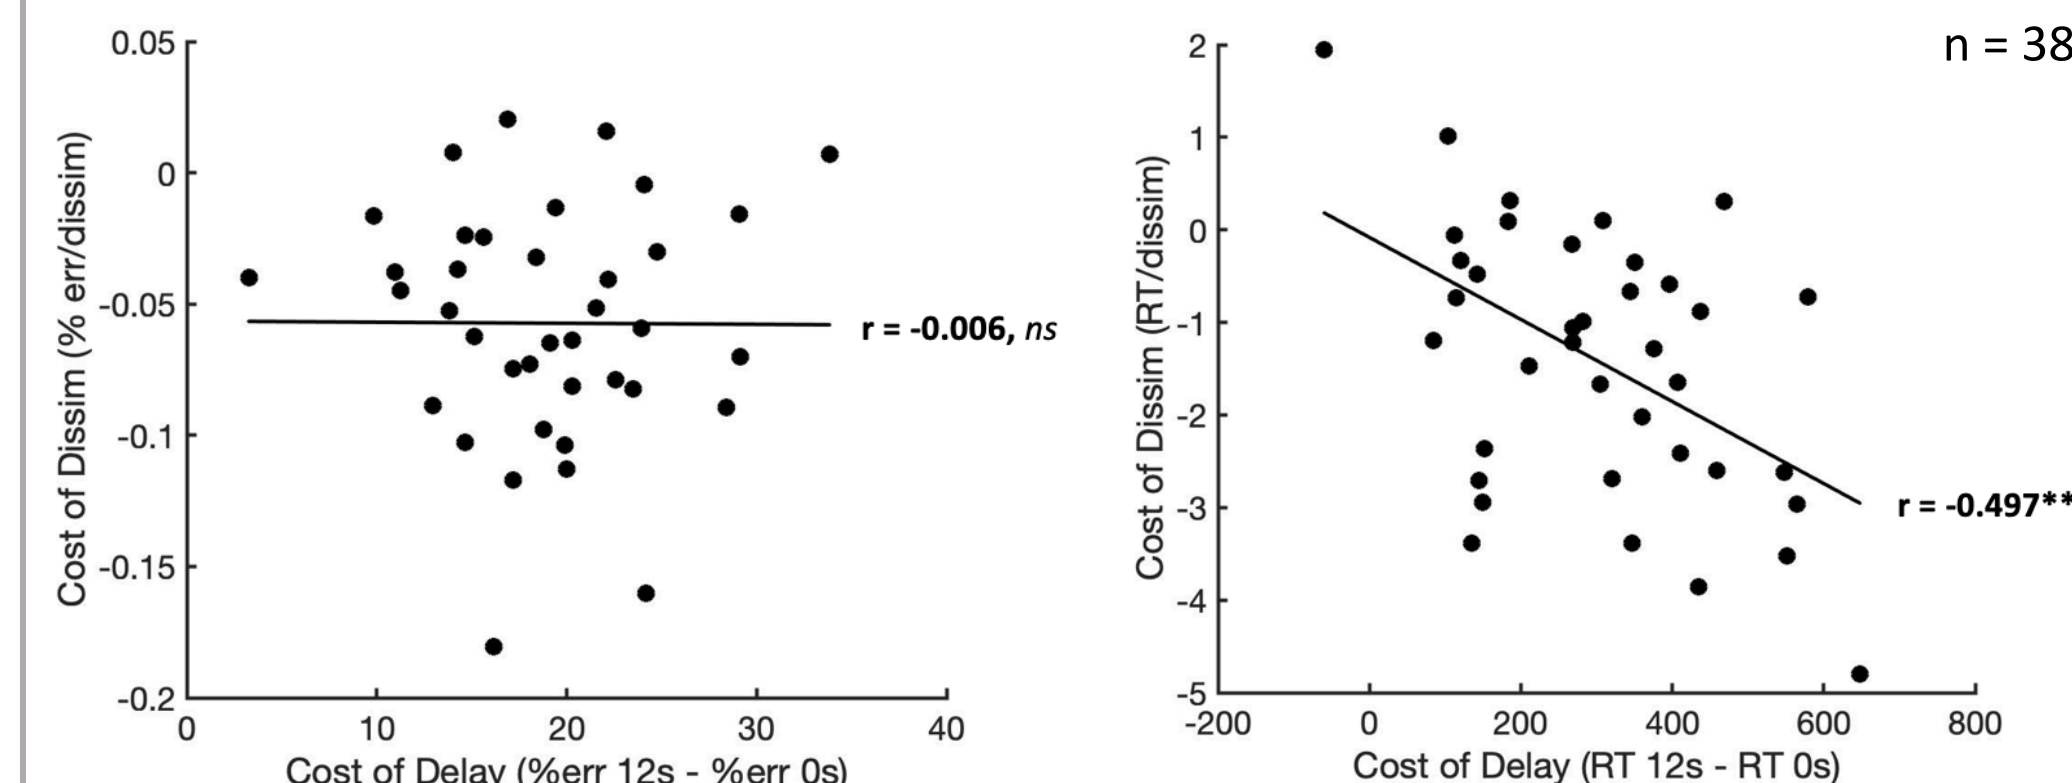 0.05
0
-0.05
-0.1
-0.15
-0.2
0 10 20 30 40
Cost of Dissim (% err/dissim)
Cost of Delay (%err 12s - %err 0s)
r = -0.006, ns
n = 38
2
1
0
-1
-2
-3
-4
-5
-200 0 200 400 600 800
Cost of Dissim (RT/dissim)
Cost of Delay (RT 12s - RT 0s)
r = -0.497**